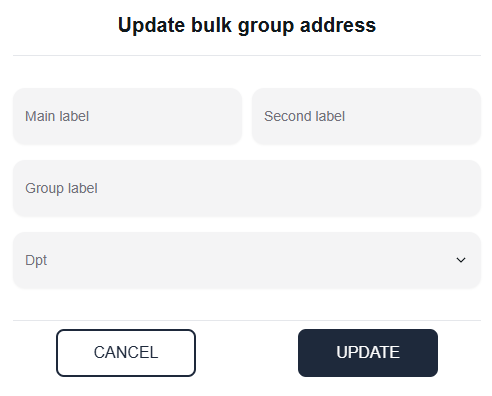 Update bulk group address
Main label
Second label
Group label
Dpt
CANCEL
UPDATE